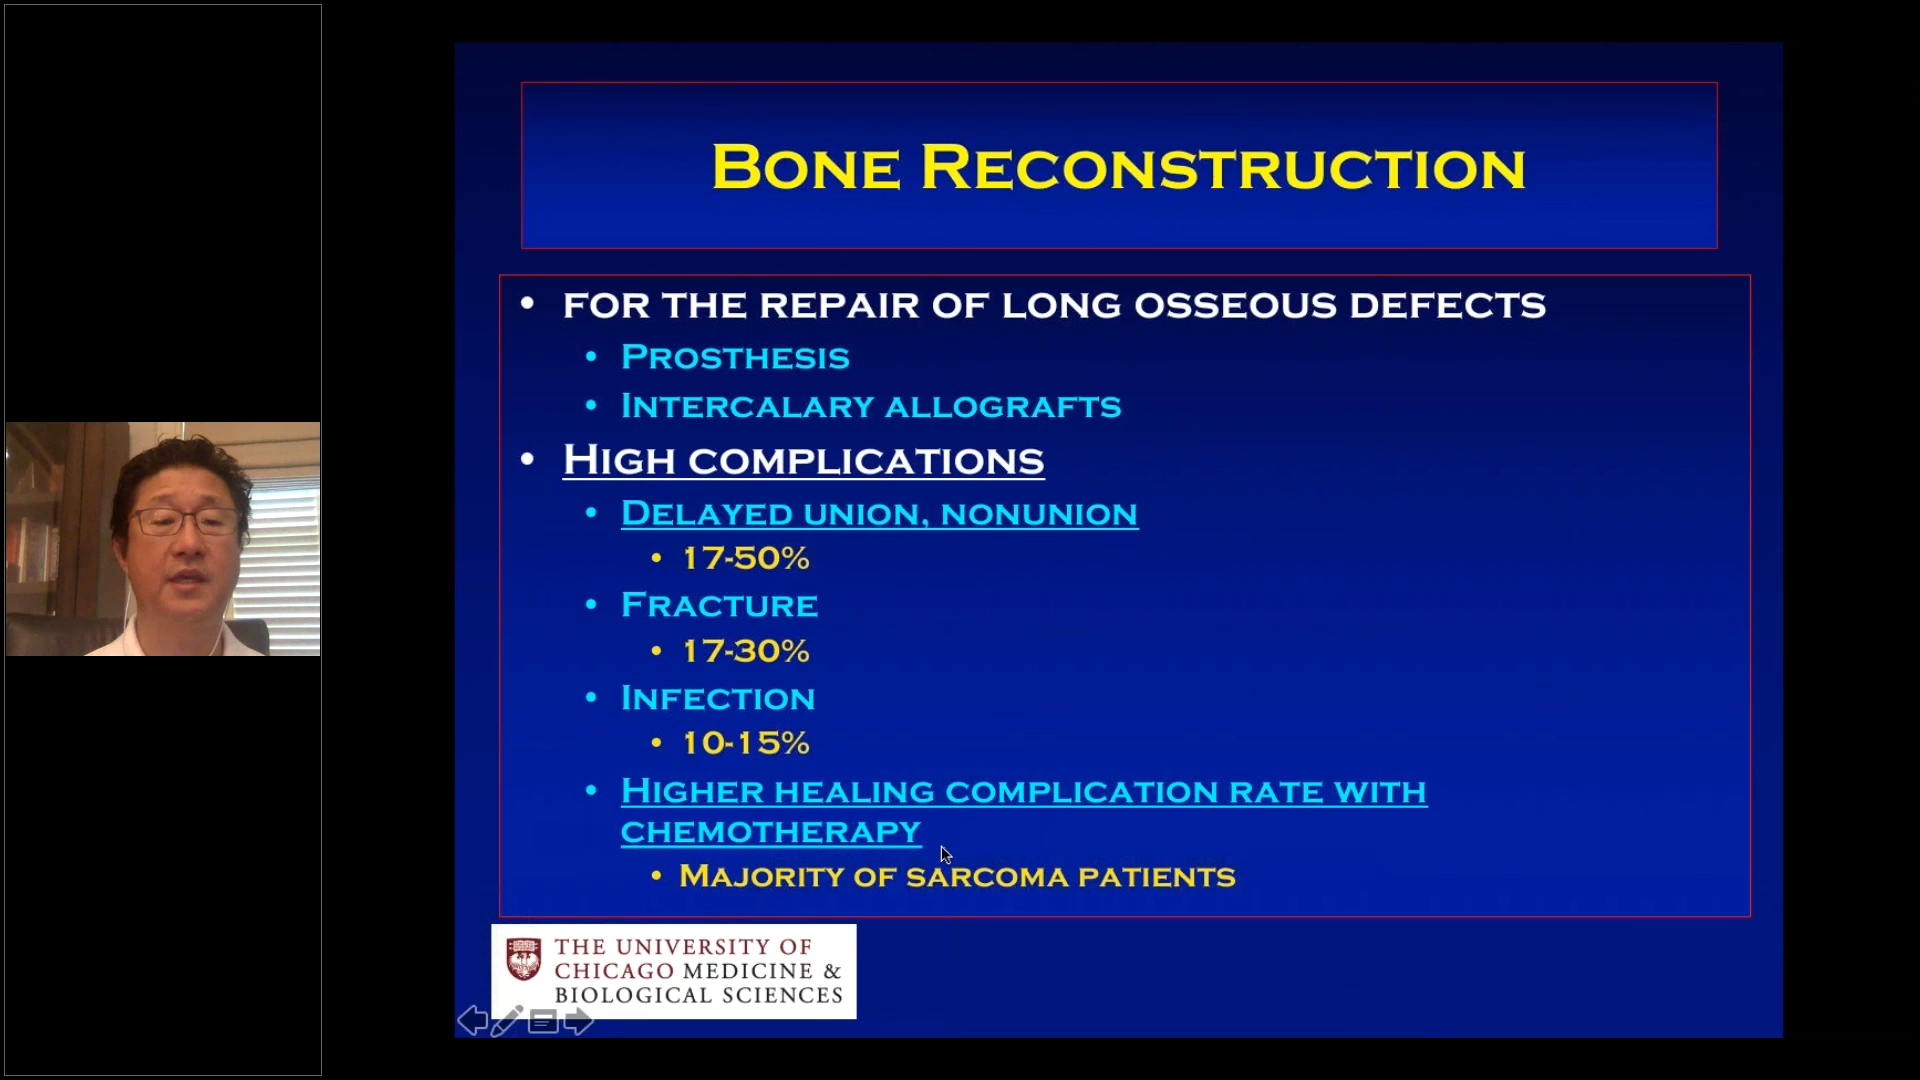 BONE RECONSTRUCTION
• FOR THE REPAIR OF LONG OSSEOUS DEFECTS
• PROSTHESIS
• INTERCALARY ALLOGRAFTS
• HIGH COMPLICATIONS
• DELAYED UNION, NONUNION
• 17-50%
• FRACTURE
• 17-30%
• INFECTION
• 10-15%
• HIGHER HEALING COMPLICATION RATE WITH
CHEMOTHERAPY
• MAJORITY OF SARCOMA PATIENTS
THE UNIVERSITY OF
CHICAGO MEDICINE &
BIOLOGICAL SCIENCES